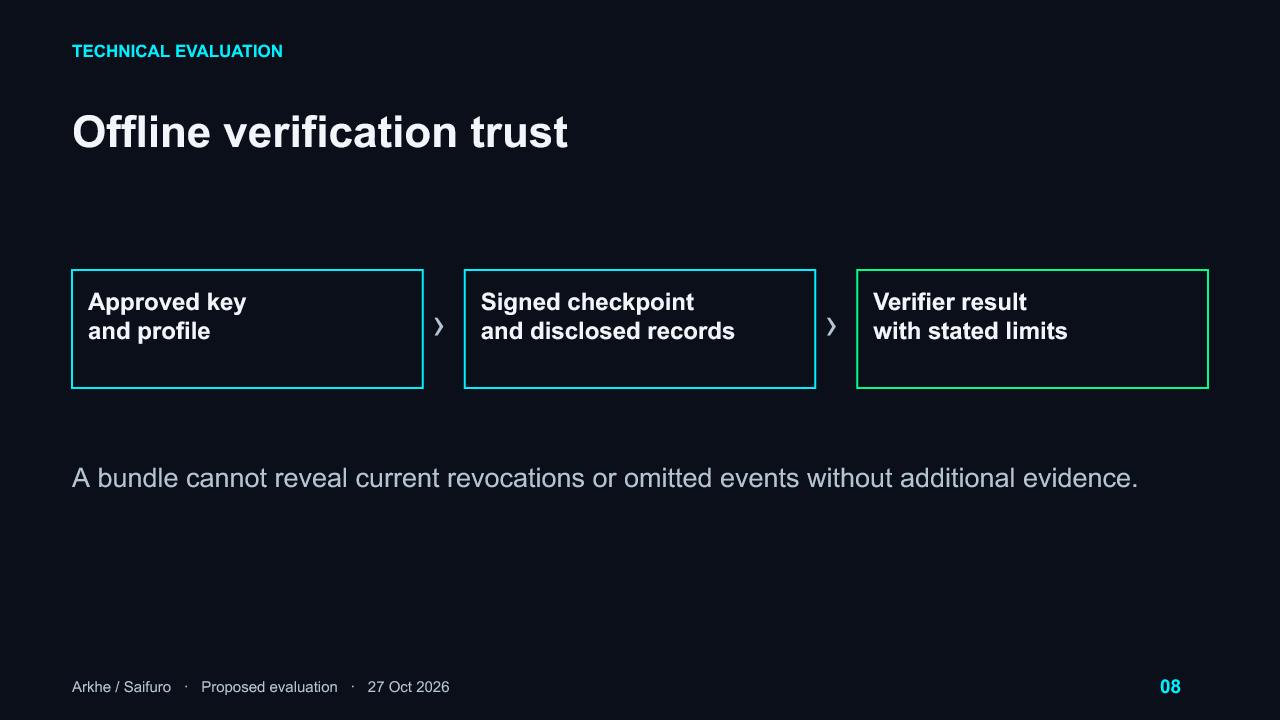 TECHNICAL EVALUATION
Offline verification trust
Approved key
and profile
❯
Signed checkpoint
and disclosed records
❯
Verifier result
with stated limits
A bundle cannot reveal current revocations or omitted events without additional evidence.
Arkhe / Saifuro · Proposed evaluation · 27 Oct 2026
08